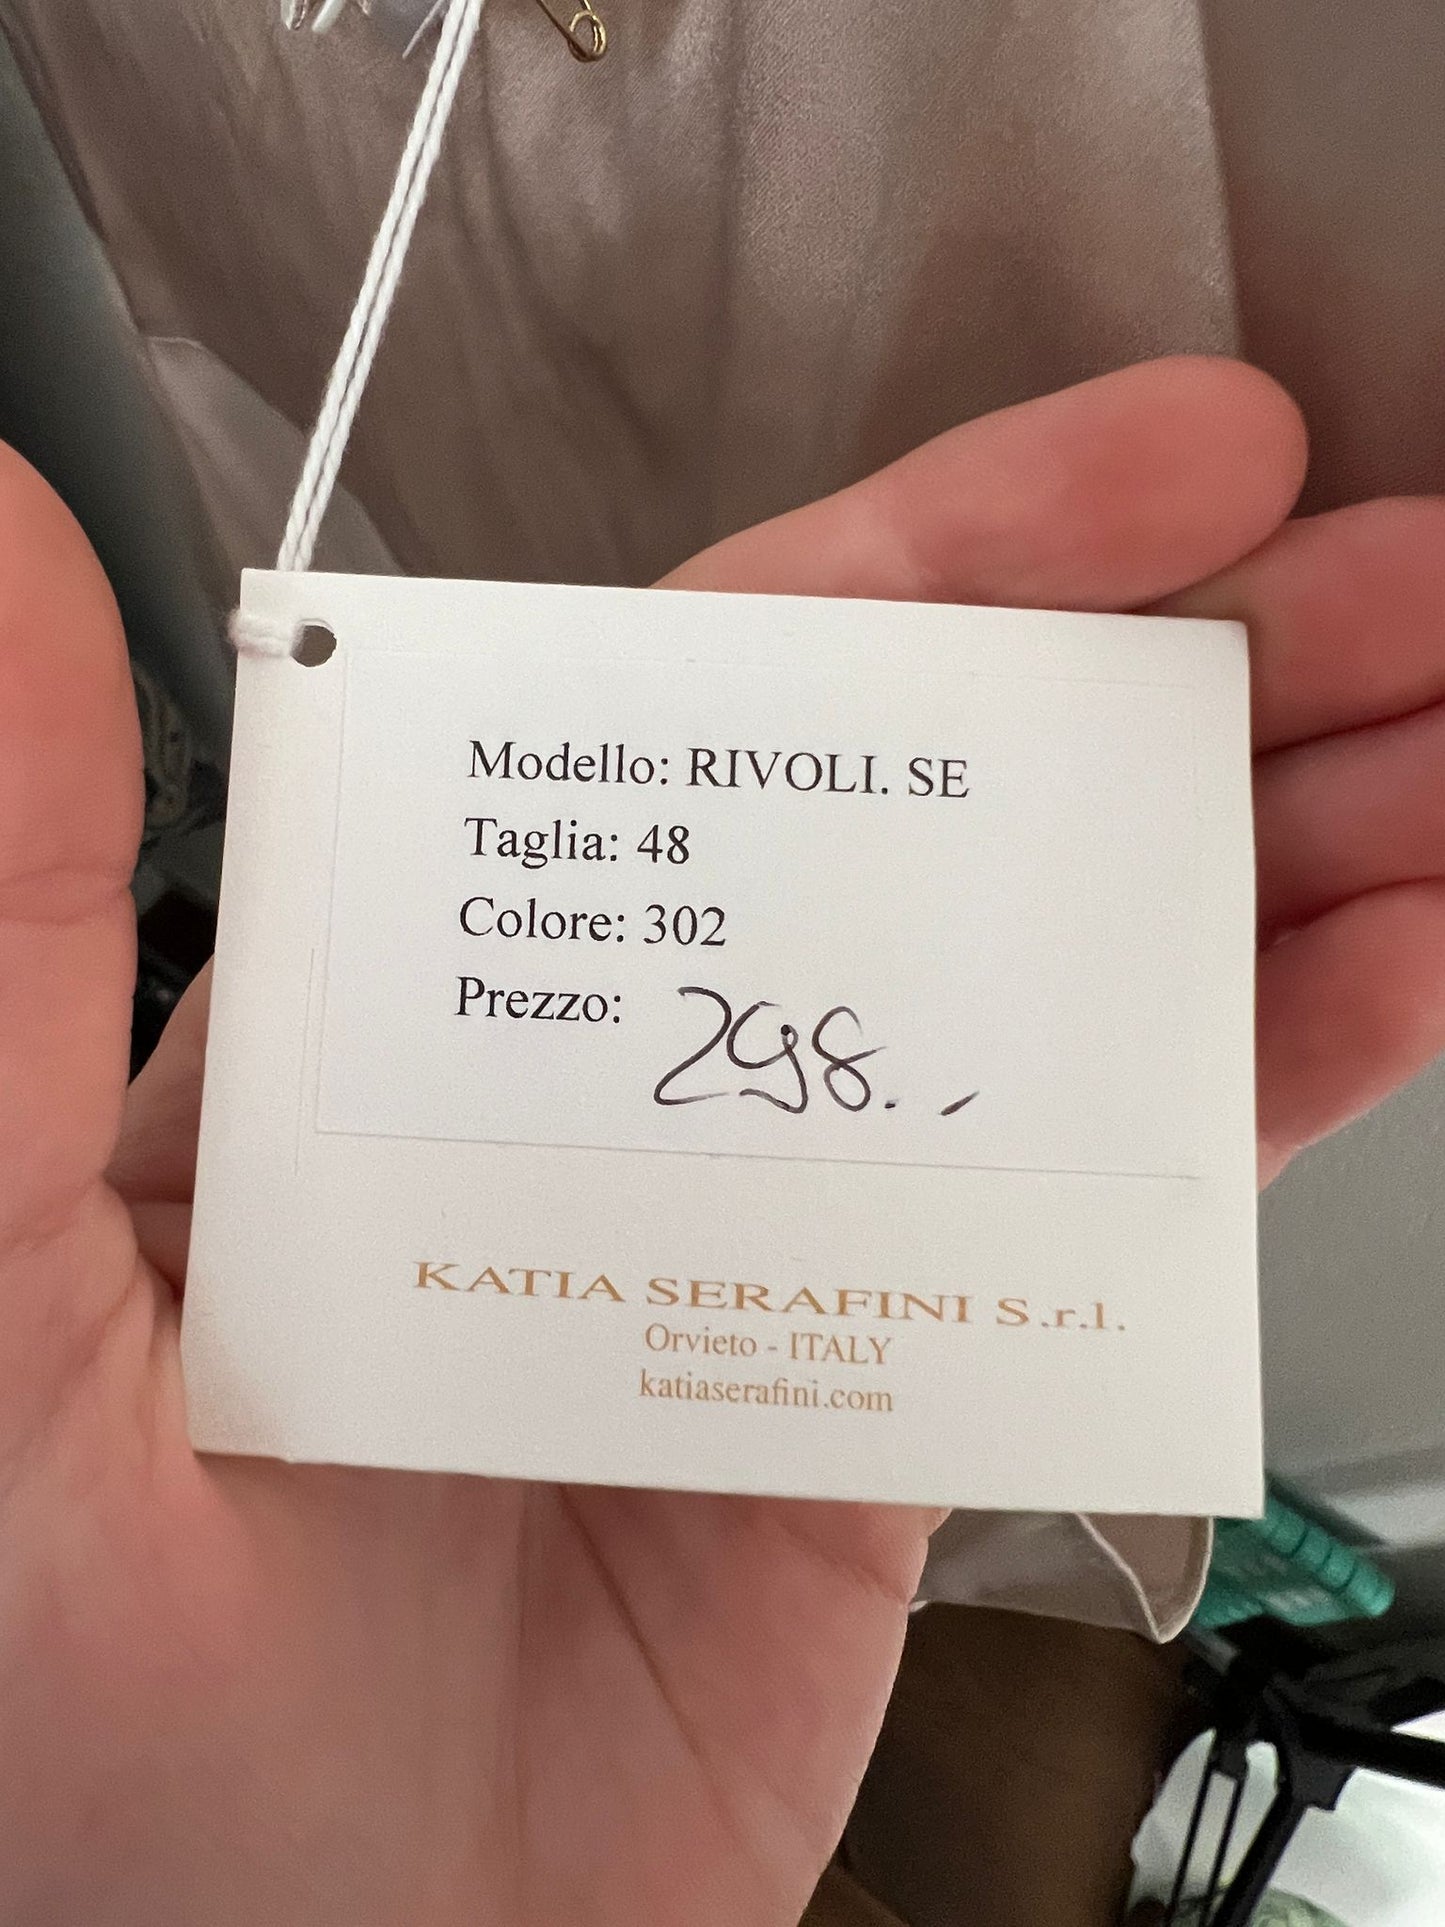 Modello: RIVOLI. SE
Taglia: 48
Colore: 302
Prezzo: 298.-
KATIA SERAFINI S.r.l.
Orvieto - ITALY
katiaserafini.com